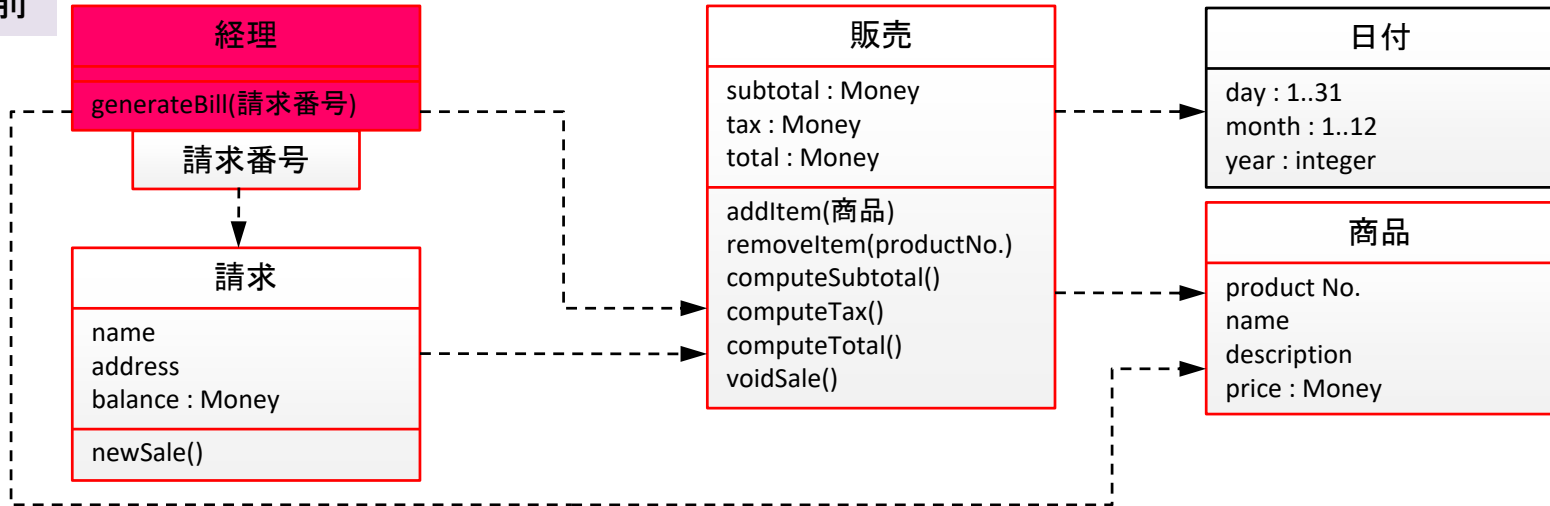 前
経理
generateBill(請求番号)
請求番号
請求
name
address
balance : Money
newSale()
販売
subtotal : Money
tax : Money
total : Money
addItem(商品)
removeItem(productNo.)
computeSubtotal()
computeTax()
computeTotal()
voidSale()
日付
day : 1..31
month : 1..12
year : integer
商品
product No.
name
description
price : Money